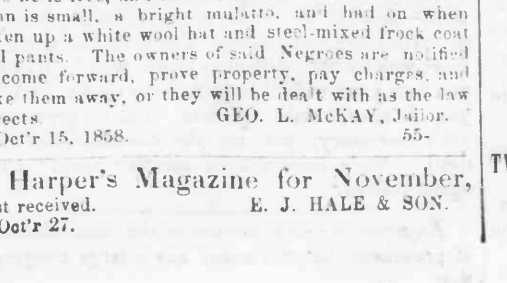 n is small, a bright mulatto, and had on when
en up a white wool hat and steel-mixed frock coat
pants. The owners of said Negroes are notified
come forward, prove property, pay charges, and
ke them away, or they will be dealt with as the law
ects. GEO. L. McKAY, Jailor.
Oct'r 15, 1858. 55-
Harper's Magazine for November,
st received. E. J. HALE & SON.
Oct'r 27.